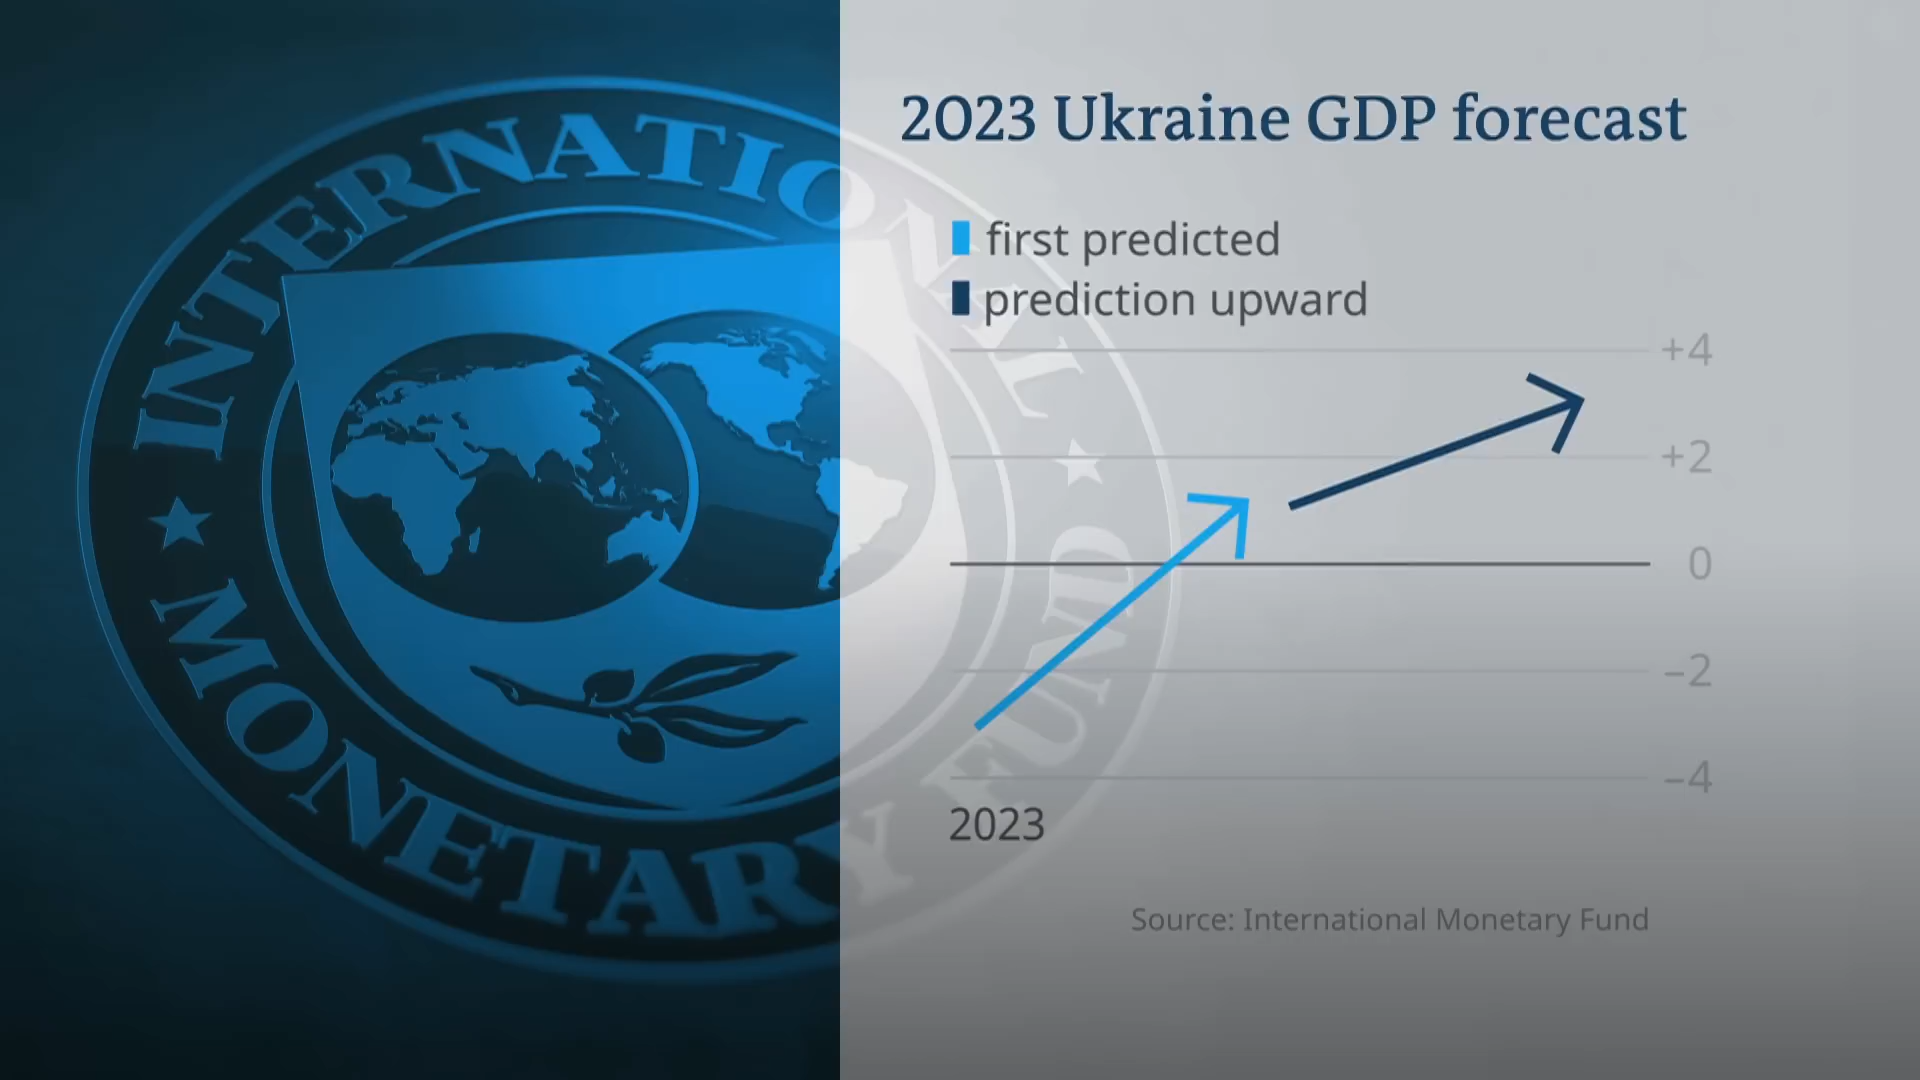 INTERNATIONAL
MONETARY FUND
2023 Ukraine GDP forecast
first predicted
prediction upward
+4
+2
0
−2
−4
2023
Source: International Monetary Fund